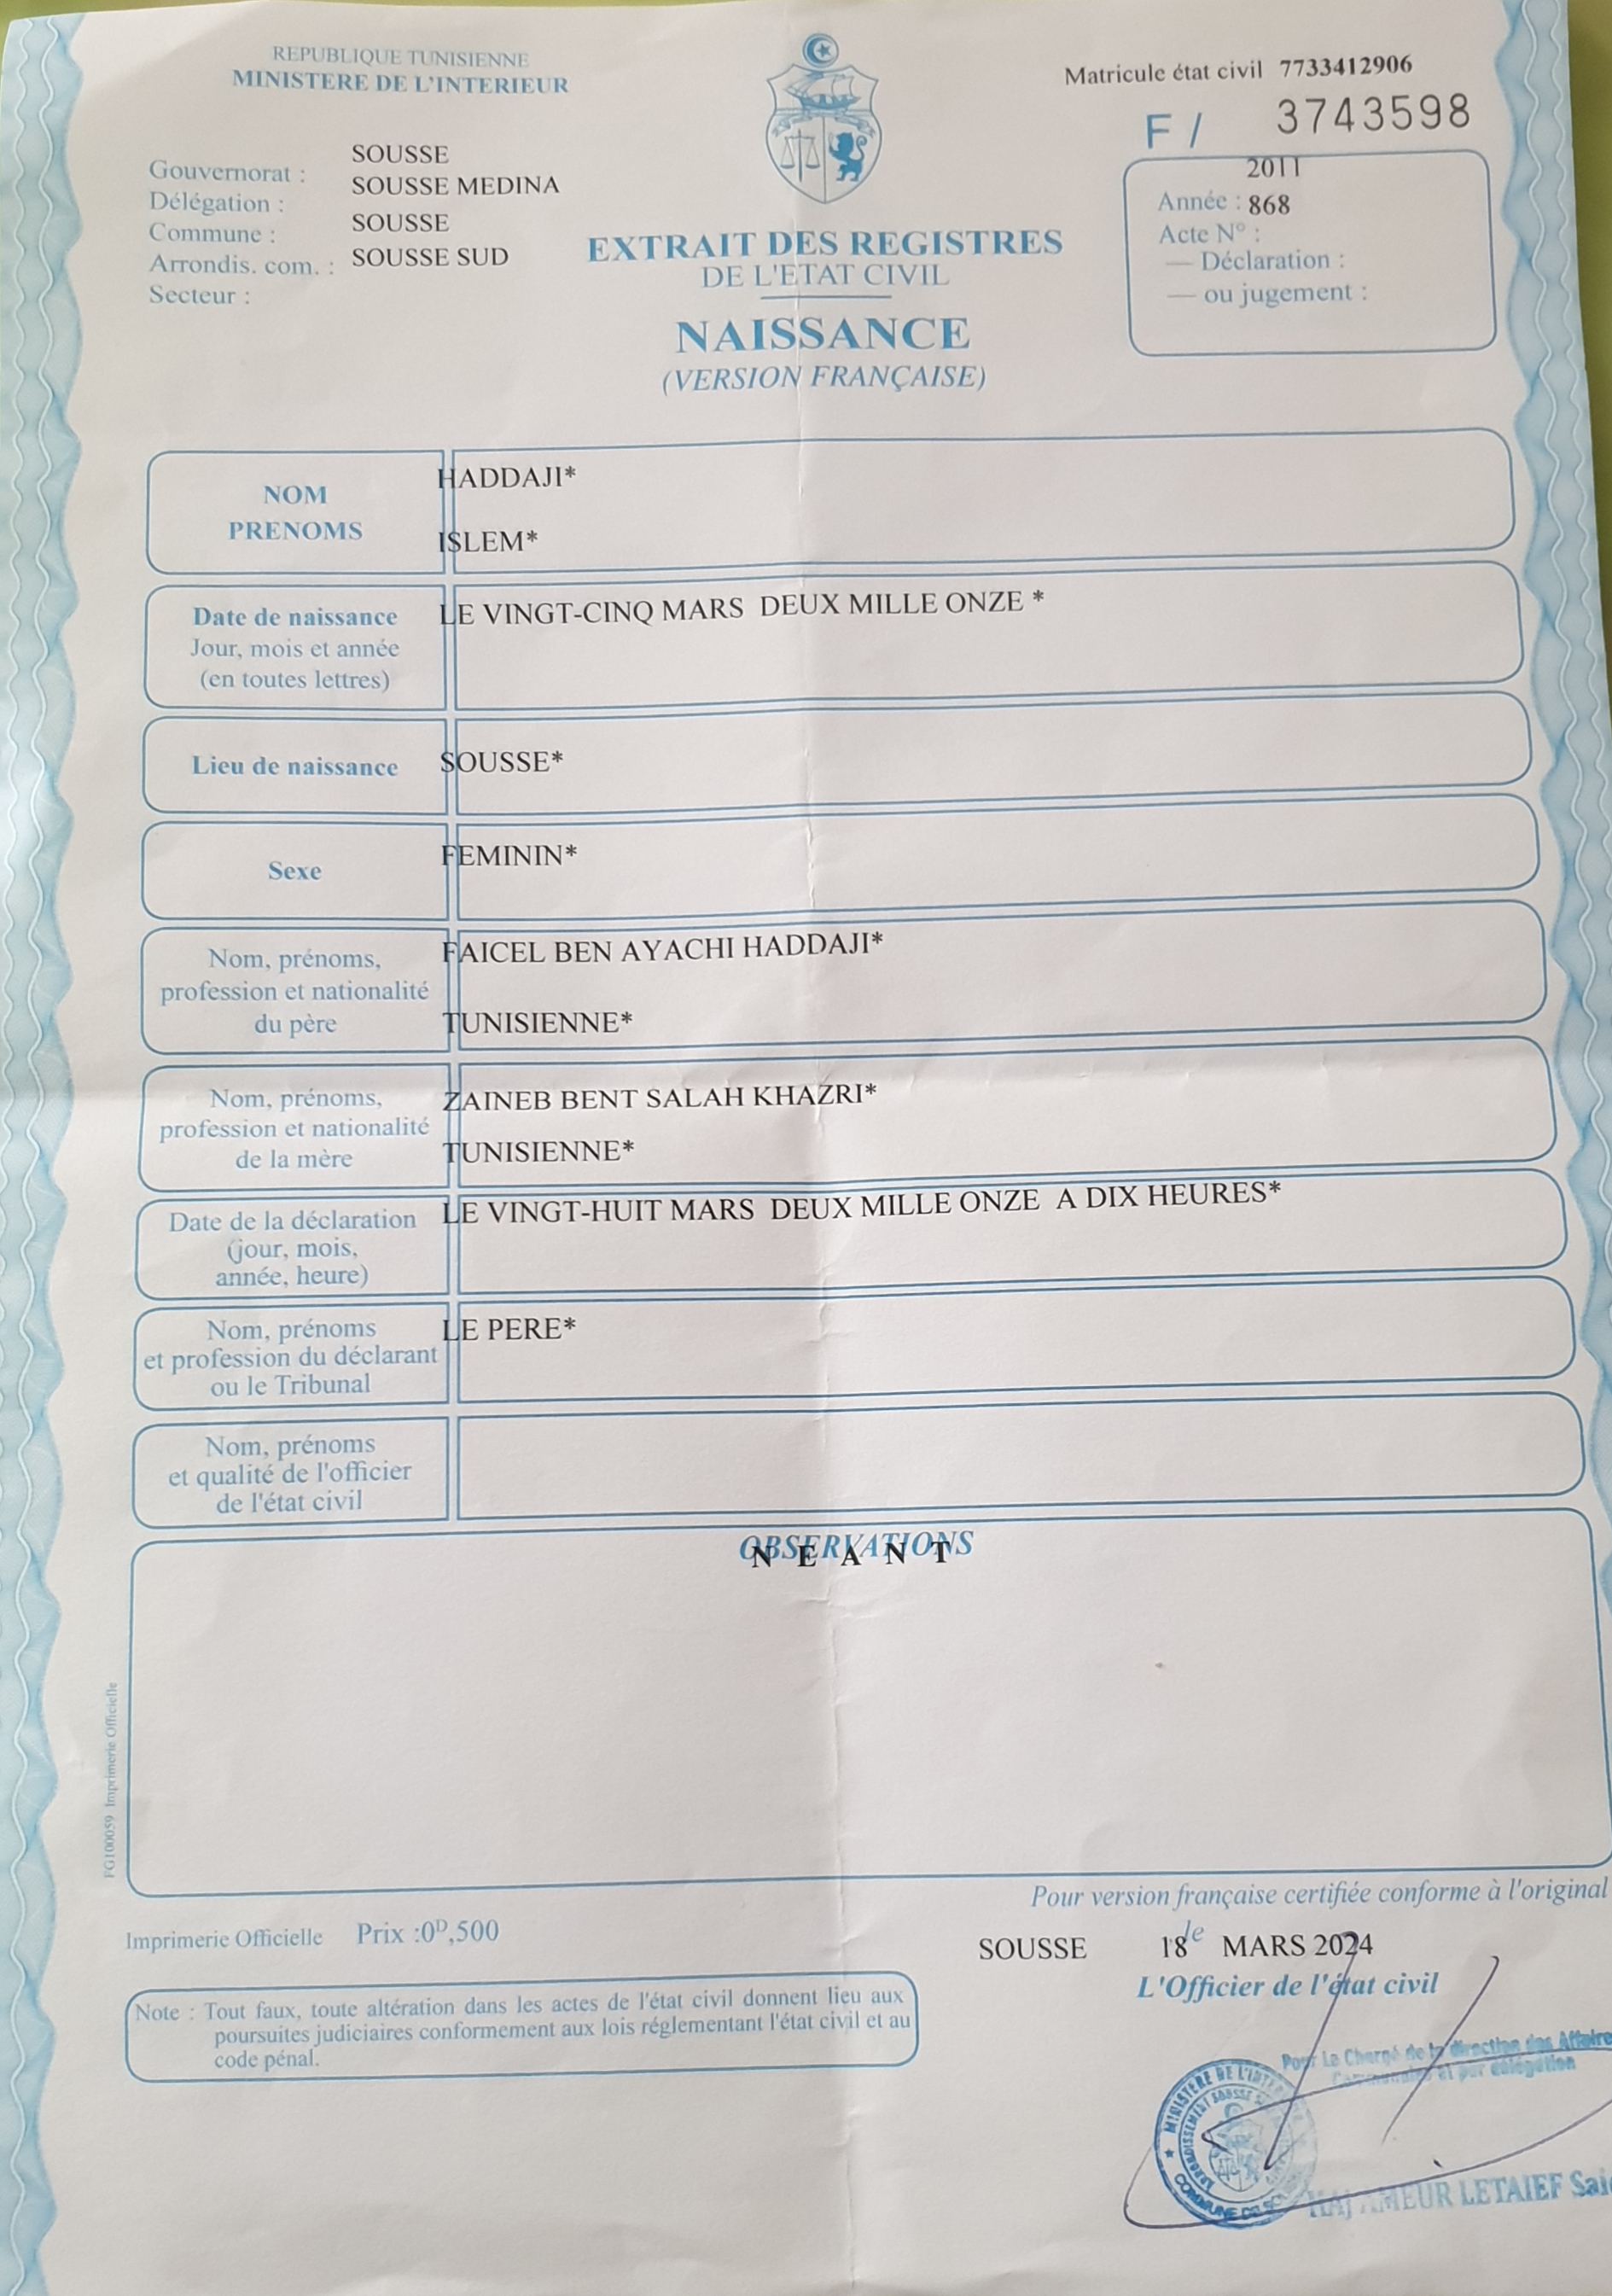 REPUBLIQUE TUNISIENNE
MINISTERE DE L'INTERIEUR
Matricule état civil 7733412906
F / 3743598
Gouvernorat : SOUSSE
Délégation : SOUSSE MEDINA
Commune : SOUSSE
Arrondis. com. : SOUSSE SUD
Secteur :
2011
Année : 868
Acte N° :
— Déclaration :
— ou jugement :
EXTRAIT DES REGISTRES
DE L'ETAT CIVIL
NAISSANCE
(VERSION FRANÇAISE)
NOM HADDAJI*
PRENOMS ISLEM*
Date de naissance LE VINGT-CINQ MARS DEUX MILLE ONZE *
Jour, mois et année
(en toutes lettres)
Lieu de naissance SOUSSE*
Sexe FEMININ*
Nom, prénoms, FAICEL BEN AYACHI HADDAJI*
profession et nationalité
du père TUNISIENNE*
Nom, prénoms, ZAINEB BENT SALAH KHAZRI*
profession et nationalité
de la mère TUNISIENNE*
Date de la déclaration LE VINGT-HUIT MARS DEUX MILLE ONZE A DIX HEURES*
(jour, mois,
année, heure)
Nom, prénoms LE PERE*
et profession du déclarant
ou le Tribunal
Nom, prénoms
et qualité de l'officier
de l'état civil
OBSERVATIONS
N E A N T
FG100059 Imprimerie Officielle
Pour version française certifiée conforme à l'original
Imprimerie Officielle Prix :0D,500
SOUSSE le 18 MARS 2024
L'Officier de l'état civil
Note : Tout faux, toute altération dans les actes de l'état civil donnent lieu aux
poursuites judiciaires conformement aux lois réglementant l'état civil et au
code pénal.
Pour Le Chargé de la direction des Affaires
et par délégation
MINISTERE DE L'INTE
COMMUNE DE
AMEUR LETAIEF